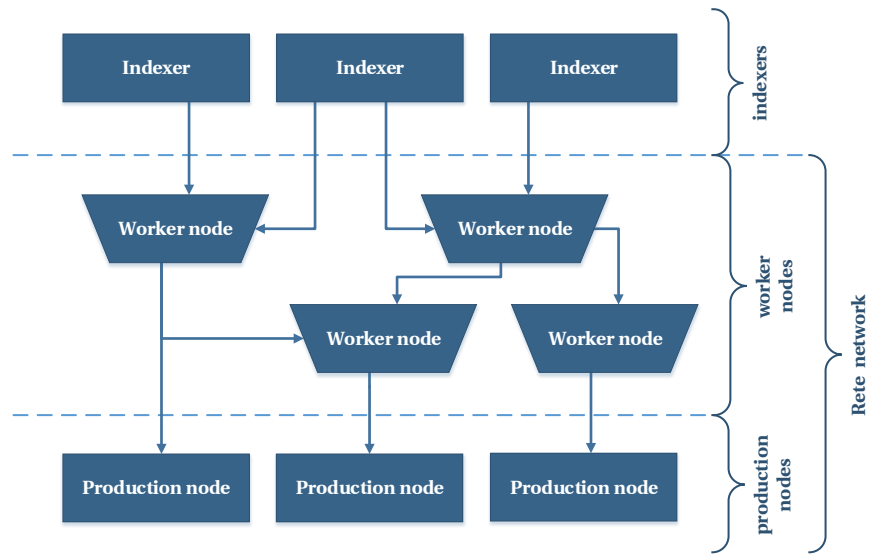 Indexer
Indexer
Indexer
indexers
Worker node
Worker node
worker
nodes
Worker node
Worker node
Rete network
Production node
Production node
Production node
production
nodes